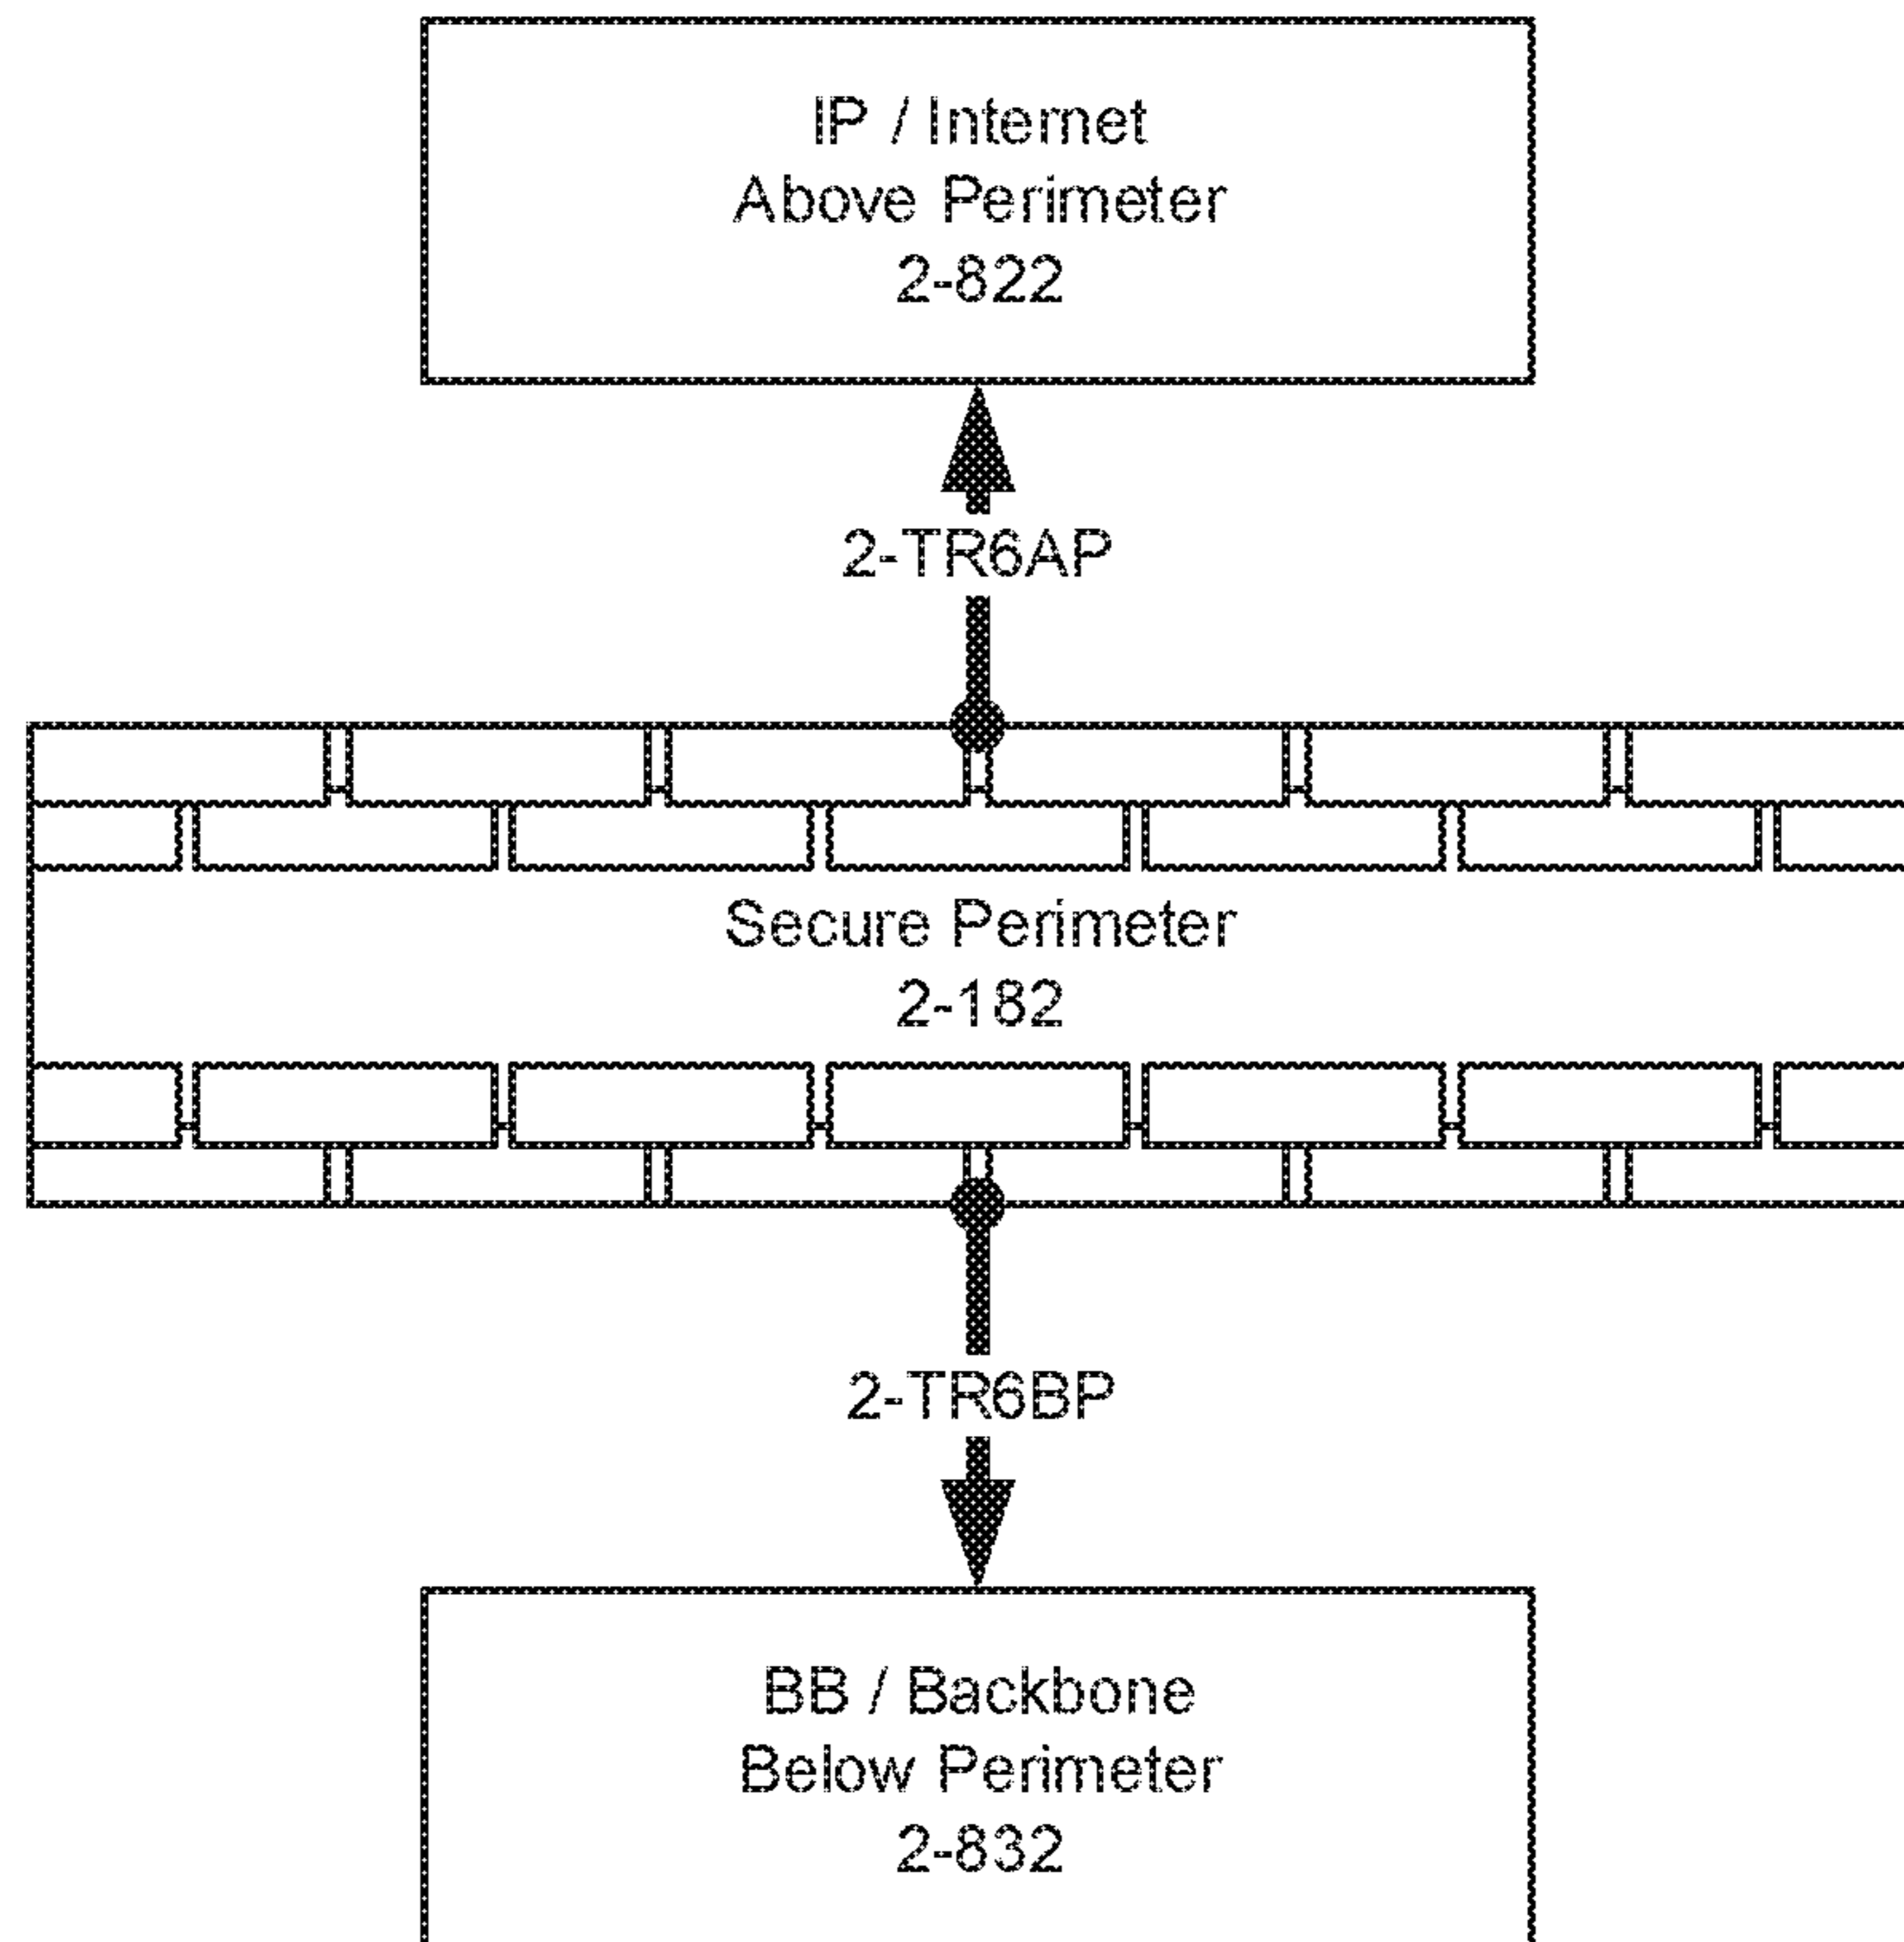 IP / Internet
Above Perimeter
2-822
2-TR6AP
Secure Perimeter
2-182
2-TR6BP
BB / Backbone
Below Perimeter
2-832